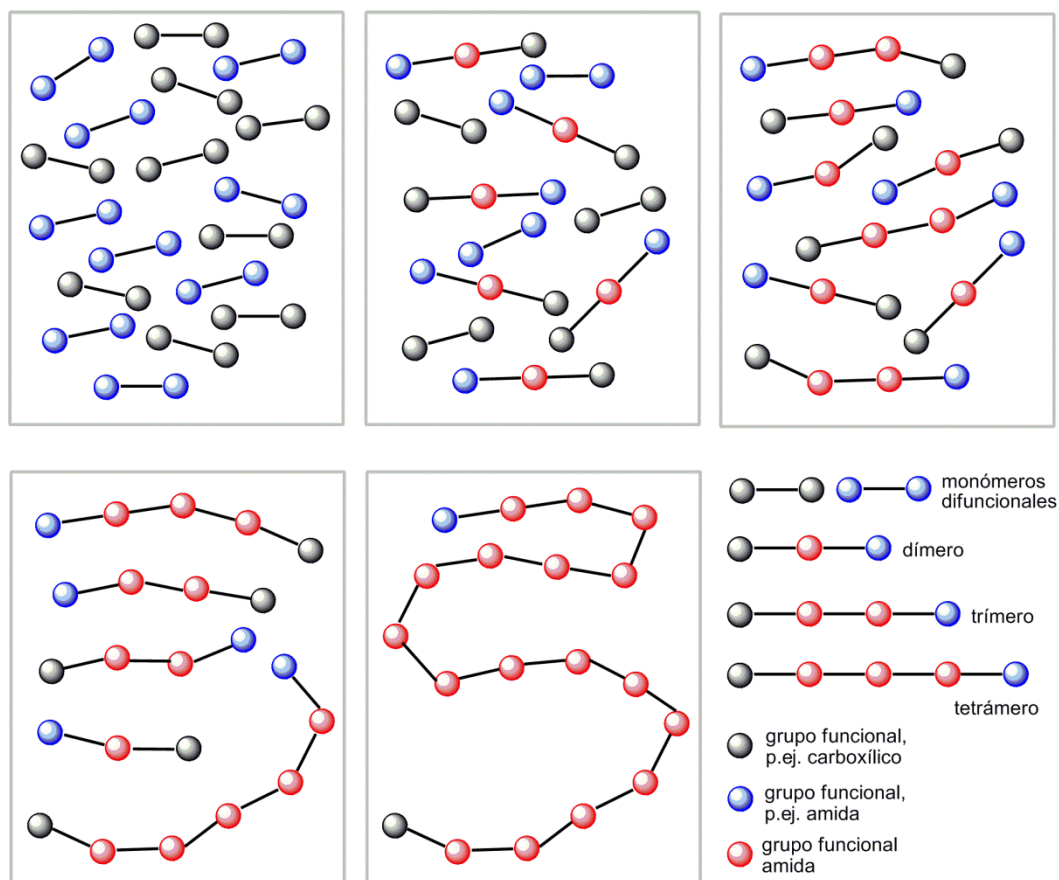 monómeros
difuncionales
dímero
trímero
tetrámero
grupo funcional,
p.ej. carboxílico
grupo funcional,
p.ej. amida
grupo funcional
amida